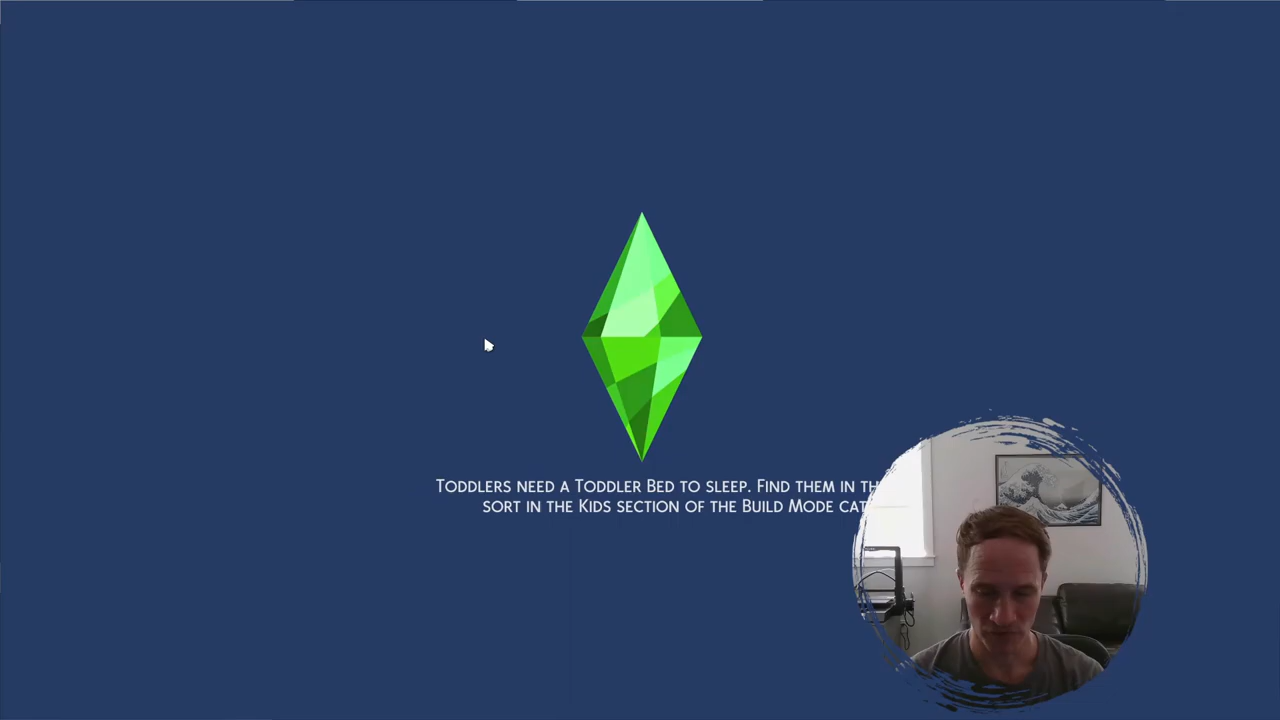 Toddlers need a Toddler Bed to sleep. Find them in th
sort in the Kids section of the Build Mode cat